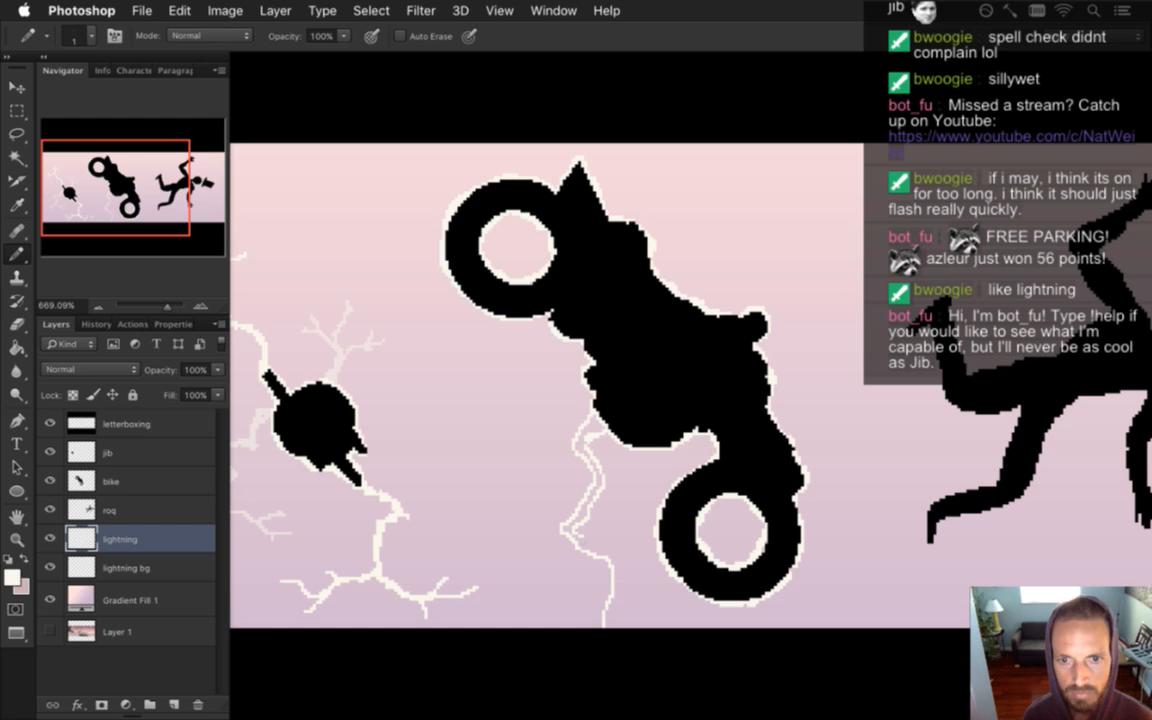 Photoshop File Edit Image Layer Type Select Filter 3D View Window Help
1 Mode: Normal Opacity: 100% Auto Erase
Navigator Info Characte Paragrap
669.09%
Layers History Actions Propertie
Kind
Normal Opacity: 100%
Lock: Fill: 100%
letterboxing
jib
bike
roq
lightning
lightning bg
Gradient Fill 1
Layer 1
jib
bwoogie : spell check didnt
complain lol
bwoogie : sillywet
bot_fu : Missed a stream? Catch
up on Youtube:
https://www.youtube.com/c/NatWei
bwoogie : if i may, i think its on
for too long. i think it should just
flash really quickly.
bot_fu : FREE PARKING!
azleur just won 56 points!
bwoogie : like lightning
bot_fu : Hi, I'm bot_fu! Type !help if
you would like to see what I'm
capable of, but I'll never be as cool
as Jib.